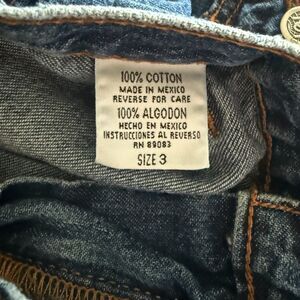 100% COTTON
MADE IN MEXICO
REVERSE FOR CARE
100% ALGODON
HECHO EN MEXICO
INSTRUCCIONES AL REVERSO
RN 89083
SIZE 3